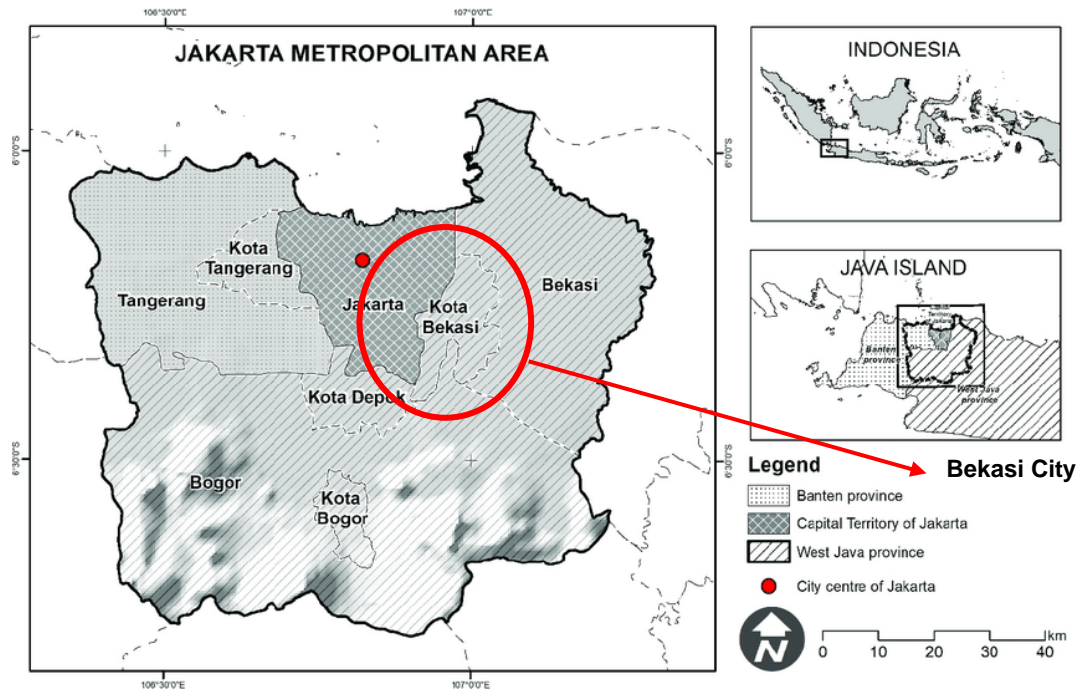 106°30'0"E
107°0'0"E
JAKARTA METROPOLITAN AREA
6°0'0"S
6°0'0"S
Kota
Tangerang
Tangerang
Jakarta
Kota
Bekasi
Bekasi
Kota Depok
6°30'0"S
6°30'0"S
Bogor
Kota
Bogor
106°30'0"E
107°0'0"E
INDONESIA
JAVA ISLAND
Territory
of Jakarta
Banten
province
West Java
province
Bekasi City
Legend
Banten province
Capital Territory of Jakarta
West Java province
City centre of Jakarta
N
km
0 10 20 30 40